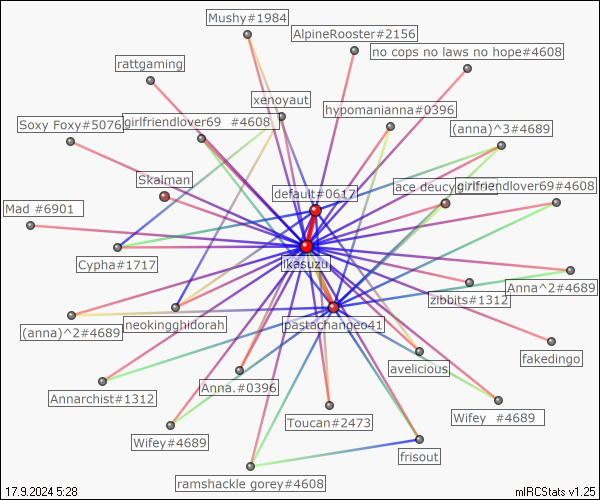 Mushy#1984
AlpineRooster#2156
no cops no laws no hope#4608
rattgaming
xenoyaut
hypomanianna#0396
Soxy Foxy#5076
girlfriendlover69 #4608
(anna)^3#4689
Skalman
default#0617
ace deucy
girlfriendlover69#4608
Mad #6901
Cypha#1717
ikasuzu
Anna^2#4689
zibbits#1312
(anna)^2#4689
neokingghidorah
pastachangeo41
fakedingo
avelicious
Anna.#0396
Annarchist#1312
Toucan#2473
Wifey #4689
Wifey#4689
frisout
ramshackle gorey#4608
17.9.2024 5:28
mIRCStats v1.25